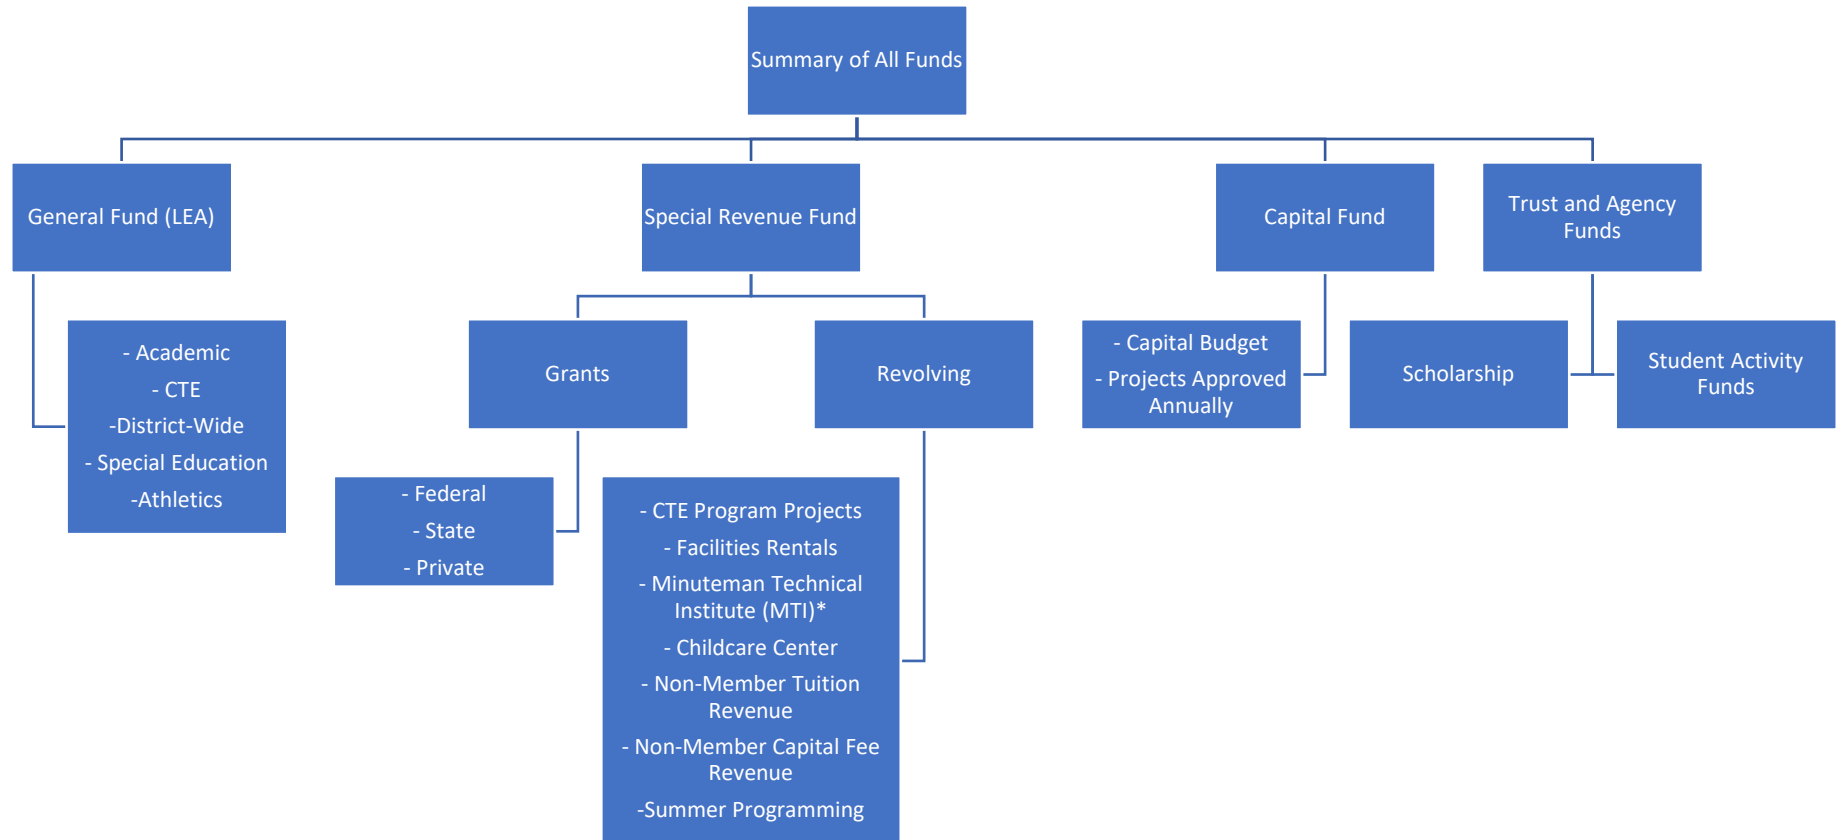 Summary of All Funds
General Fund (LEA)
Special Revenue Fund
Capital Fund
Trust and Agency
Funds
- Academic
- CTE
-District-Wide
- Special Education
-Athletics
Grants
Revolving
- Capital Budget
- Projects Approved
Annually
Scholarship
Student Activity
Funds
- Federal
- State
- Private
- CTE Program Projects
- Facilities Rentals
- Minuteman Technical
Institute (MTI)*
- Childcare Center
- Non-Member Tuition
Revenue
- Non-Member Capital Fee
Revenue
-Summer Programming